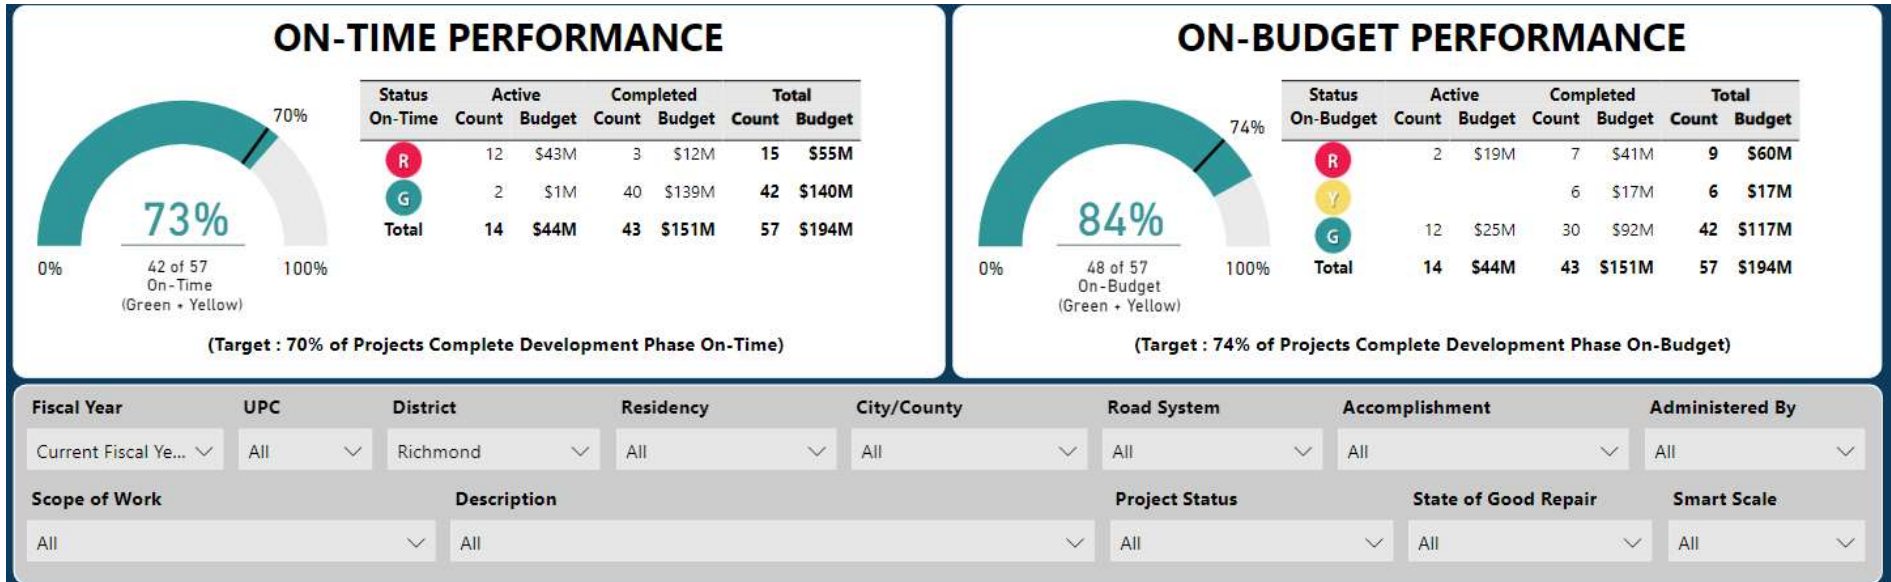 ON-TIME PERFORMANCE
70%
73%
0%
42 of 57
On-Time
(Green + Yellow)
100%
Status Active Completed Total
On-Time Count Budget Count Budget Count Budget
R 12 $43M 3 $12M 15 $55M
G 2 $1M 40 $139M 42 $140M
Total 14 $44M 43 $151M 57 $194M
(Target : 70% of Projects Complete Development Phase On-Time)
ON-BUDGET PERFORMANCE
74%
84%
0%
48 of 57
On-Budget
(Green + Yellow)
100%
Status Active Completed Total
On-Budget Count Budget Count Budget Count Budget
R 2 $19M 7 $41M 9 $60M
Y 6 $17M 6 $17M
G 12 $25M 30 $92M 42 $117M
Total 14 $44M 43 $151M 57 $194M
(Target : 74% of Projects Complete Development Phase On-Budget)
Fiscal Year UPC District Residency City/County Road System Accomplishment Administered By
Current Fiscal Ye... All Richmond All All All All All
Scope of Work Description Project Status State of Good Repair Smart Scale
All All All All All